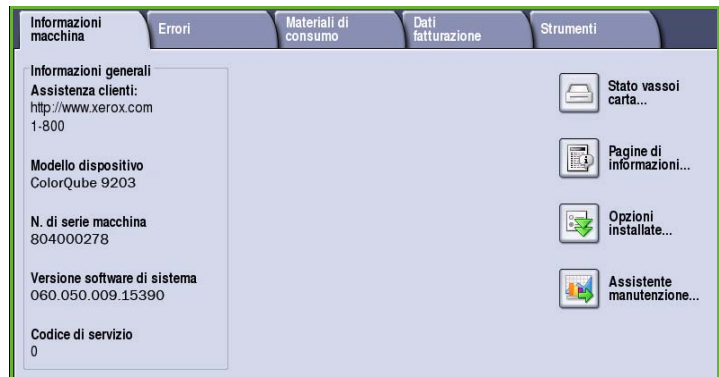 Informazioni
macchina
Errori
Materiali di
consumo
Dati
fatturazione
Strumenti
Informazioni generali
Assistenza clienti:
http://www.xerox.com
1-800
Modello dispositivo
ColorQube 9203
N. di serie macchina
804000278
Versione software di sistema
060.050.009.15390
Codice di servizio
0
Stato vassoi
carta...
Pagine di
informazioni...
Opzioni
installate...
Assistente
manutenzione...